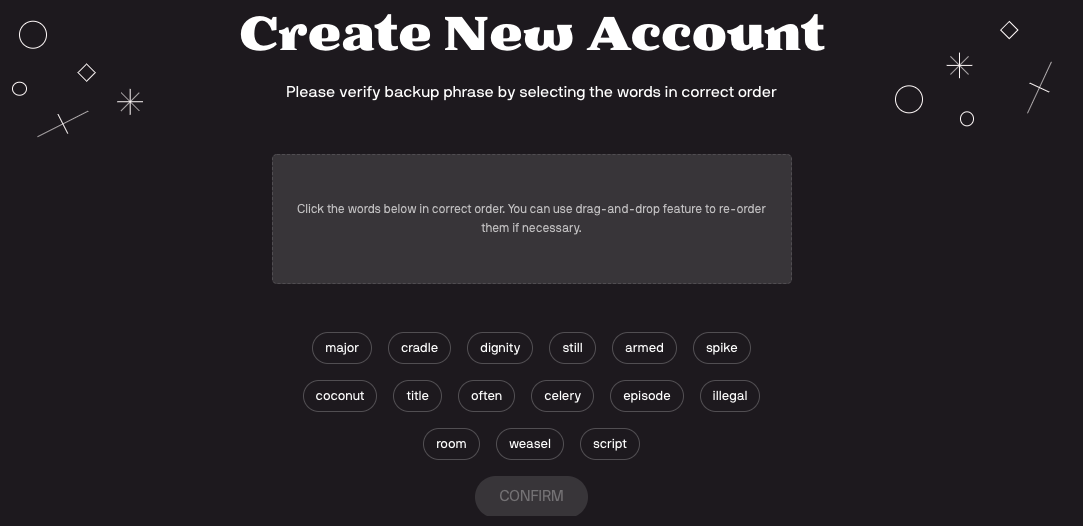 Create New Account
Please verify backup phrase by selecting the words in correct order
Click the words below in correct order. You can use drag-and-drop feature to re-order
them if necessary.
major cradle dignity still armed spike
coconut title often celery episode illegal
room weasel script
CONFIRM